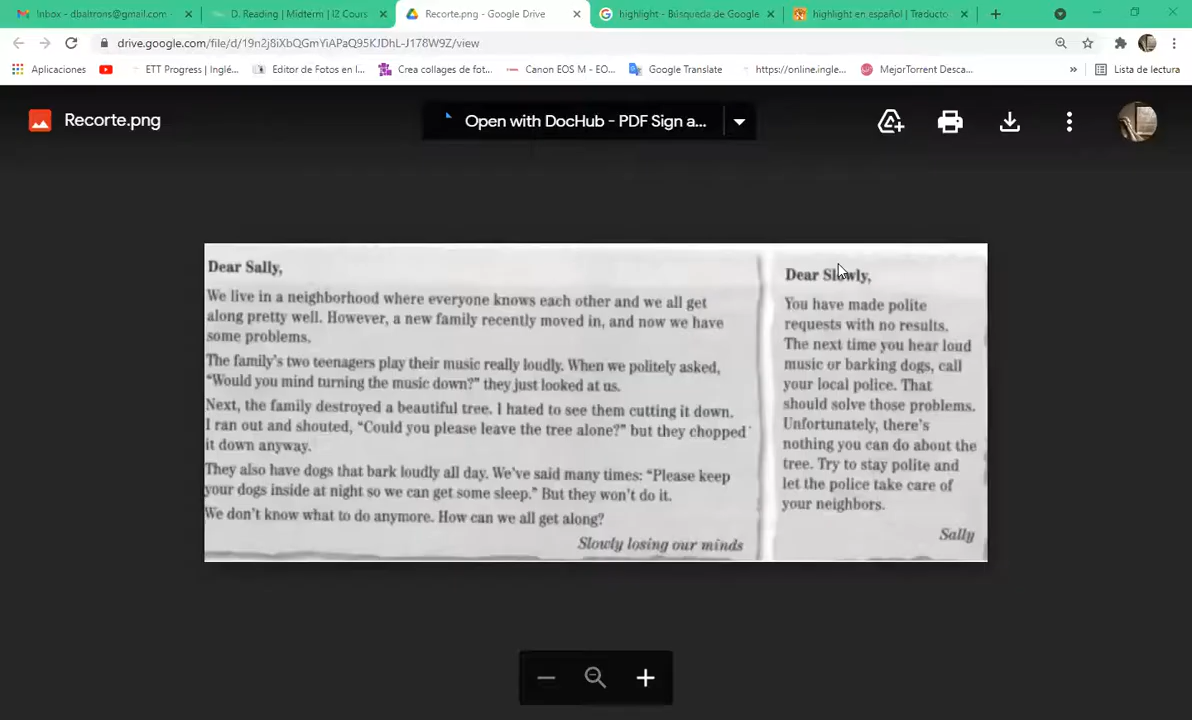 Inbox - dbaltrons@gmail.com -
D. Reading | Midterm | I2 Cours
Recorte.png - Google Drive
highlight - Búsqueda de Google
highlight en español | Traducto
drive.google.com/file/d/19n2j8iXbQGmYiAPaQ95KJDhL-J178W9Z/view
Aplicaciones
ETT Progress | Inglé...
Editor de Fotos en l...
Crea collages de fot...
Canon EOS M - EO...
Google Translate
https://online.ingle...
MejorTorrent Desca...
»
Lista de lectura
Recorte.png
Open with DocHub - PDF Sign a...
Dear Sally,
We live in a neighborhood where everyone knows each other and we all get
along pretty well. However, a new family recently moved in, and now we have
some problems.
The family's two teenagers play their music really loudly. When we politely asked,
"Would you mind turning the music down?" they just looked at us.
Next, the family destroyed a beautiful tree. I hated to see them cutting it down.
I ran out and shouted, "Could you please leave the tree alone?" but they chopped
it down anyway.
They also have dogs that bark loudly all day. We've said many times: "Please keep
your dogs inside at night so we can get some sleep." But they won't do it.
We don't know what to do anymore. How can we all get along?
Slowly losing our minds
Dear Slowly,
You have made polite
requests with no results.
The next time you hear loud
music or barking dogs, call
your local police. That
should solve those problems.
Unfortunately, there's
nothing you can do about the
tree. Try to stay polite and
let the police take care of
your neighbors.
Sally